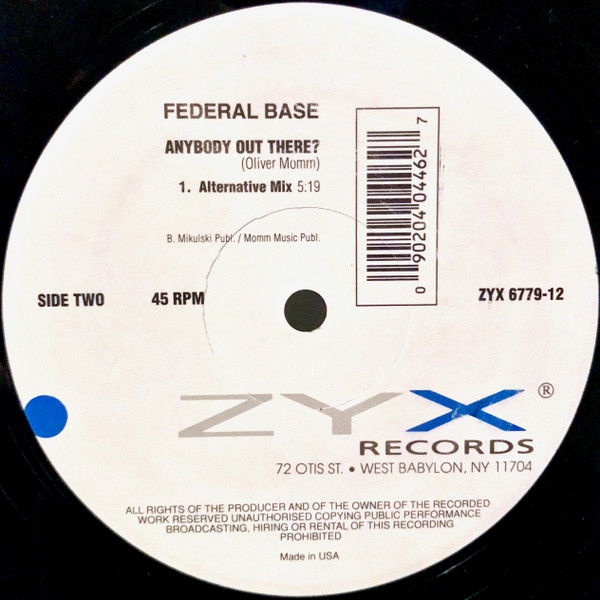 FEDERAL BASE
ANYBODY OUT THERE?
(Oliver Momm)
1. Alternative Mix 5:19
B. Mikulski Publ. / Momm Music Publ.
0 90204 04462 7
SIDE TWO
45 RPM
ZYX 6779-12
ZYX ®
RECORDS
72 OTIS ST. • WEST BABYLON, NY 11704
ALL RIGHTS OF THE PRODUCER AND OF THE OWNER OF THE RECORDED
WORK RESERVED UNAUTHORISED COPYING PUBLIC PERFORMANCE
BROADCASTING, HIRING OR RENTAL OF THIS RECORDING
PROHIBITED
Made in USA